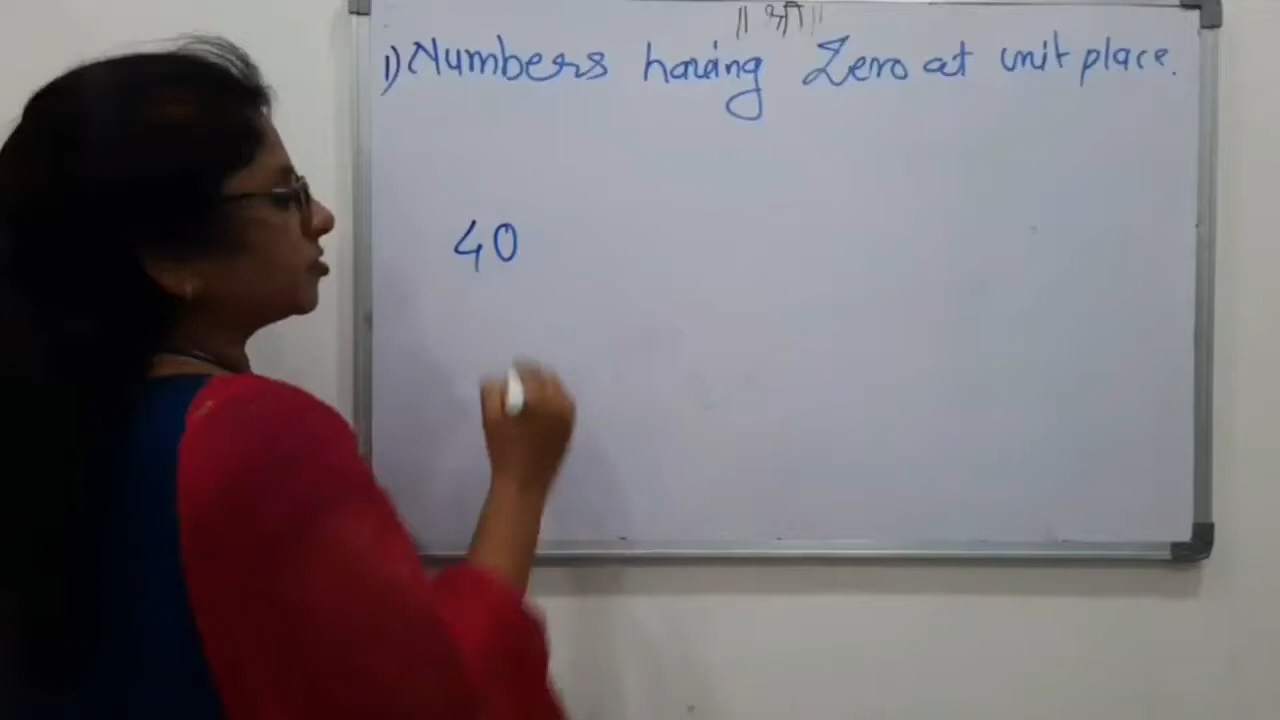 ॥ श्री ॥
1) Numbers having Zero at unit place.
40